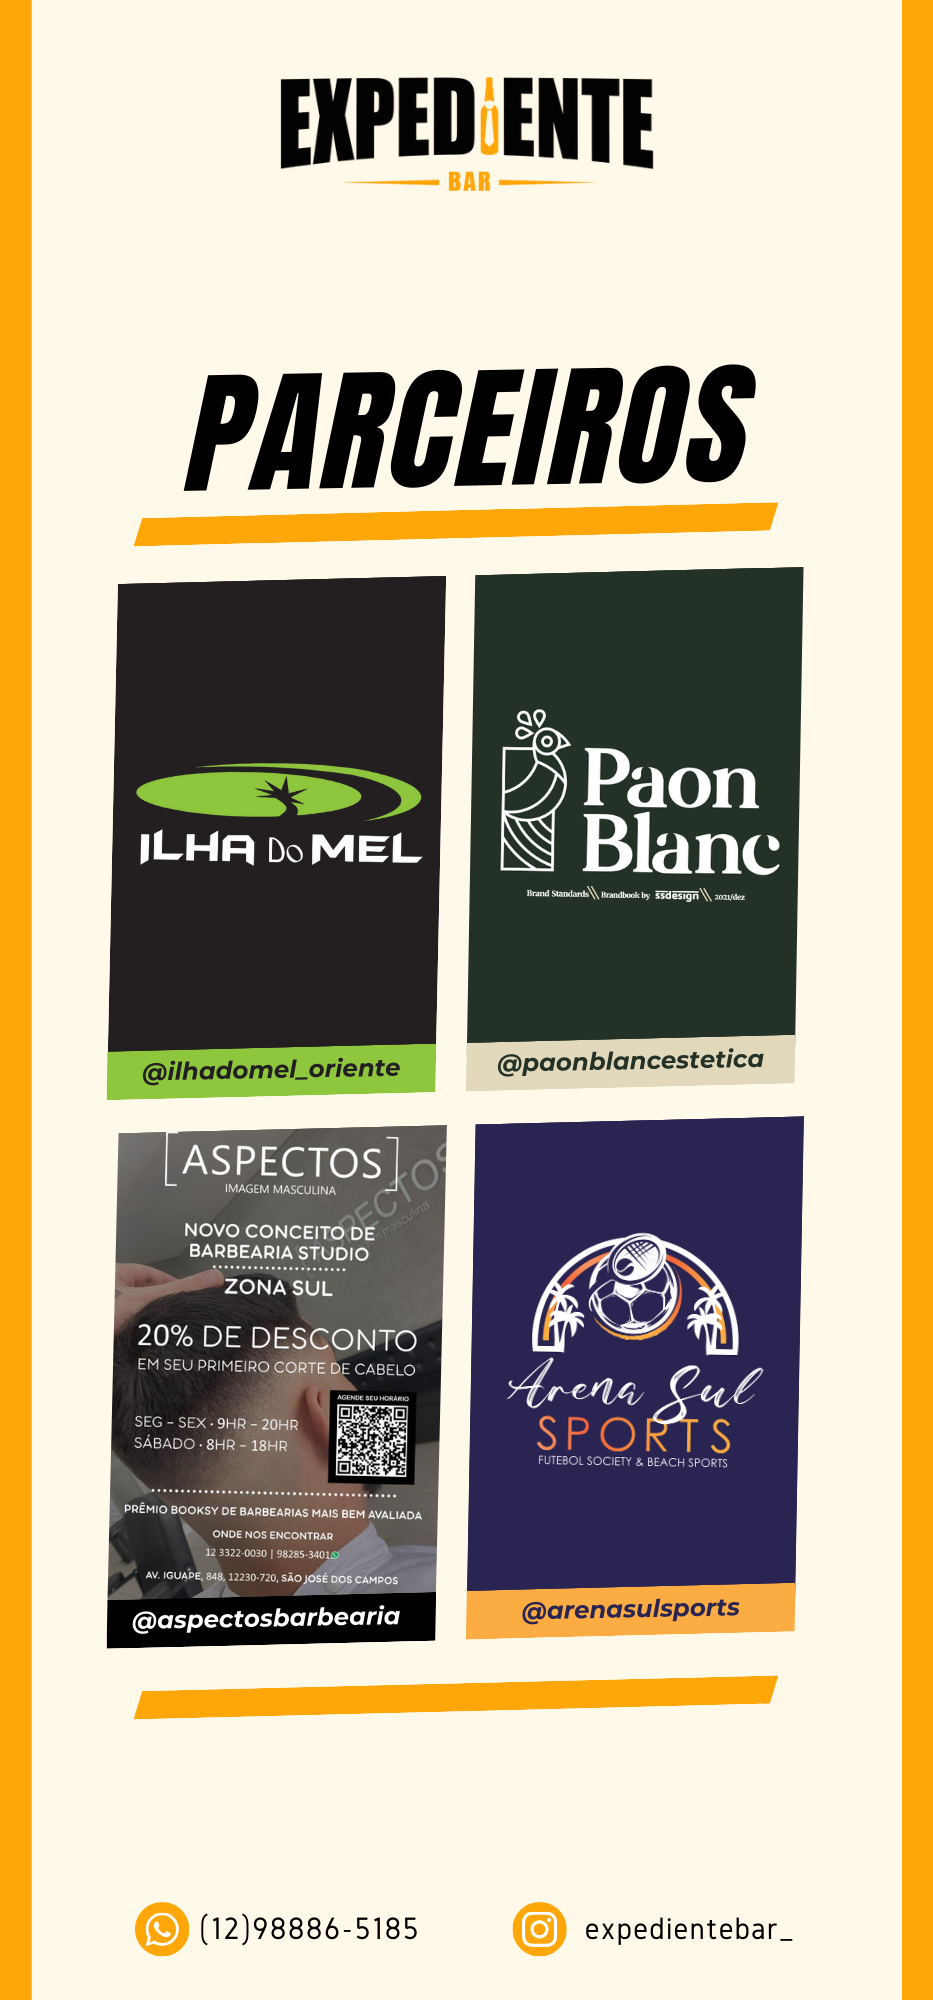 EXPEDIENTE
BAR
PARCEIROS
ILHA Do MEL
@ilhadomel_oriente
Paon
Blanc
Brand Standards\\ Brandbook by ssdesign \\ 2021/dez
@paonblancestetica
[ASPECTOS]
IMAGEM MASCULINA
ASPECTOS
masculina
NOVO CONCEITO DE
BARBEARIA STUDIO
ZONA SUL
20% DE DESCONTO
EM SEU PRIMEIRO CORTE DE CABELO
AGENDE SEU HORÁRIO
SEG – SEX • 9HR – 20HR
SÁBADO • 8HR – 18HR
PRÊMIO BOOKSY DE BARBEARIAS MAIS BEM AVALIADA
ONDE NOS ENCONTRAR
12 3322-0030 | 98285-3401
AV. IGUAPE, 848, 12230-720, SÃO JOSÉ DOS CAMPOS
@aspectosbarbearia
Arena Sul
SPORTS
FUTEBOL SOCIETY & BEACH SPORTS
@arenasulsports
(12)98886-5185
expedientebar_